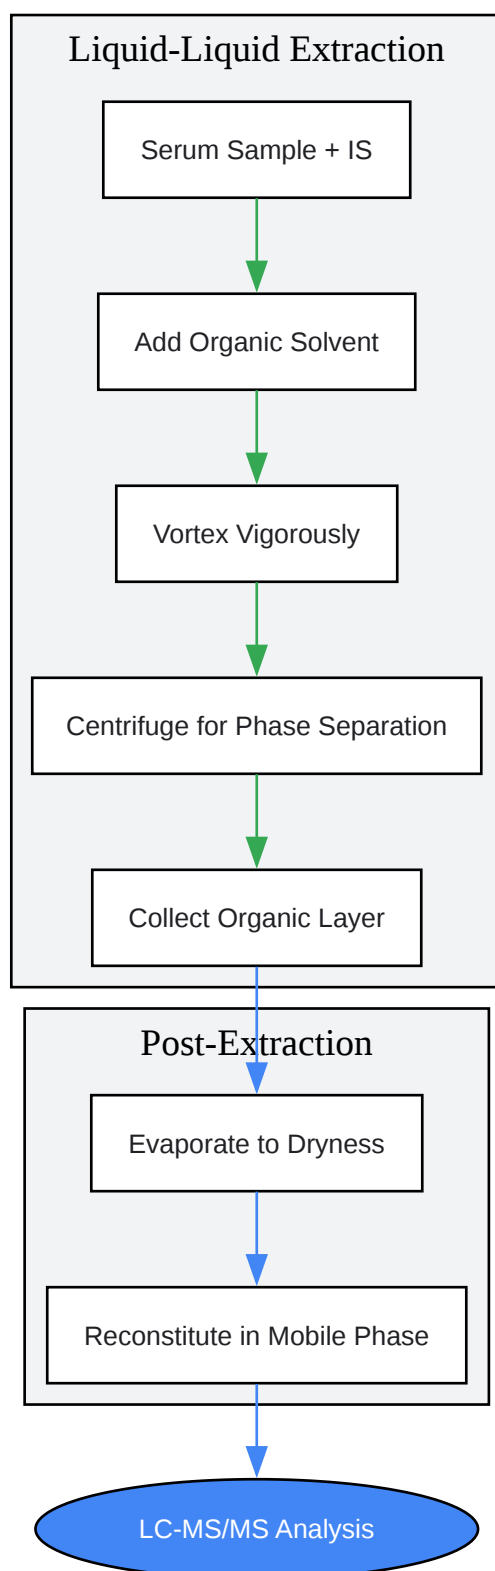 Liquid-Liquid Extraction
Serum Sample + IS
Add Organic Solvent
Vortex Vigorously
Centrifuge for Phase Separation
Collect Organic Layer
Post-Extraction
Evaporate to Dryness
Reconstitute in Mobile Phase
LC-MS/MS Analysis